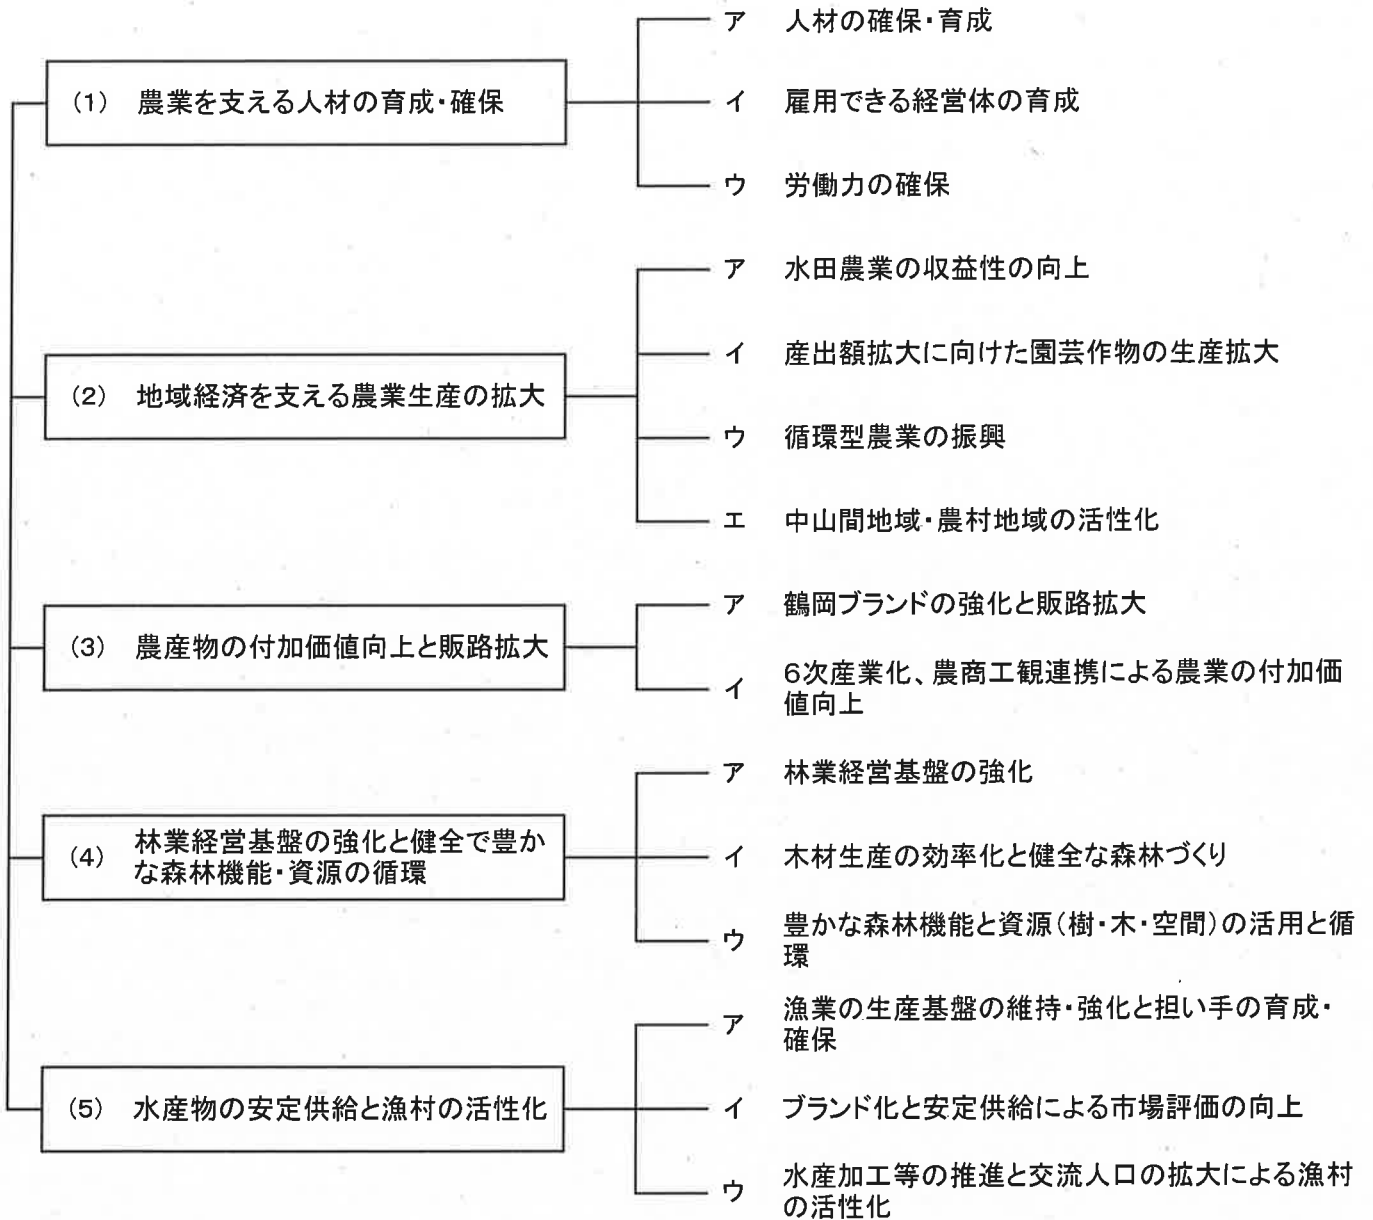 (1) 農業を支える人材の育成・確保
ア 人材の確保・育成
イ 雇用できる経営体の育成
ウ 労働力の確保
(2) 地域経済を支える農業生産の拡大
ア 水田農業の収益性の向上
イ 産出額拡大に向けた園芸作物の生産拡大
ウ 循環型農業の振興
エ 中山間地域・農村地域の活性化
(3) 農産物の付加価値向上と販路拡大
ア 鶴岡ブランドの強化と販路拡大
イ 6次産業化、農商工観連携による農業の付加価
値向上
(4) 林業経営基盤の強化と健全で豊か
な森林機能・資源の循環
ア 林業経営基盤の強化
イ 木材生産の効率化と健全な森林づくり
ウ 豊かな森林機能と資源(樹・木・空間)の活用と循
環
(5) 水産物の安定供給と漁村の活性化
ア 漁業の生産基盤の維持・強化と担い手の育成・
確保
イ ブランド化と安定供給による市場評価の向上
ウ 水産加工等の推進と交流人口の拡大による漁村
の活性化